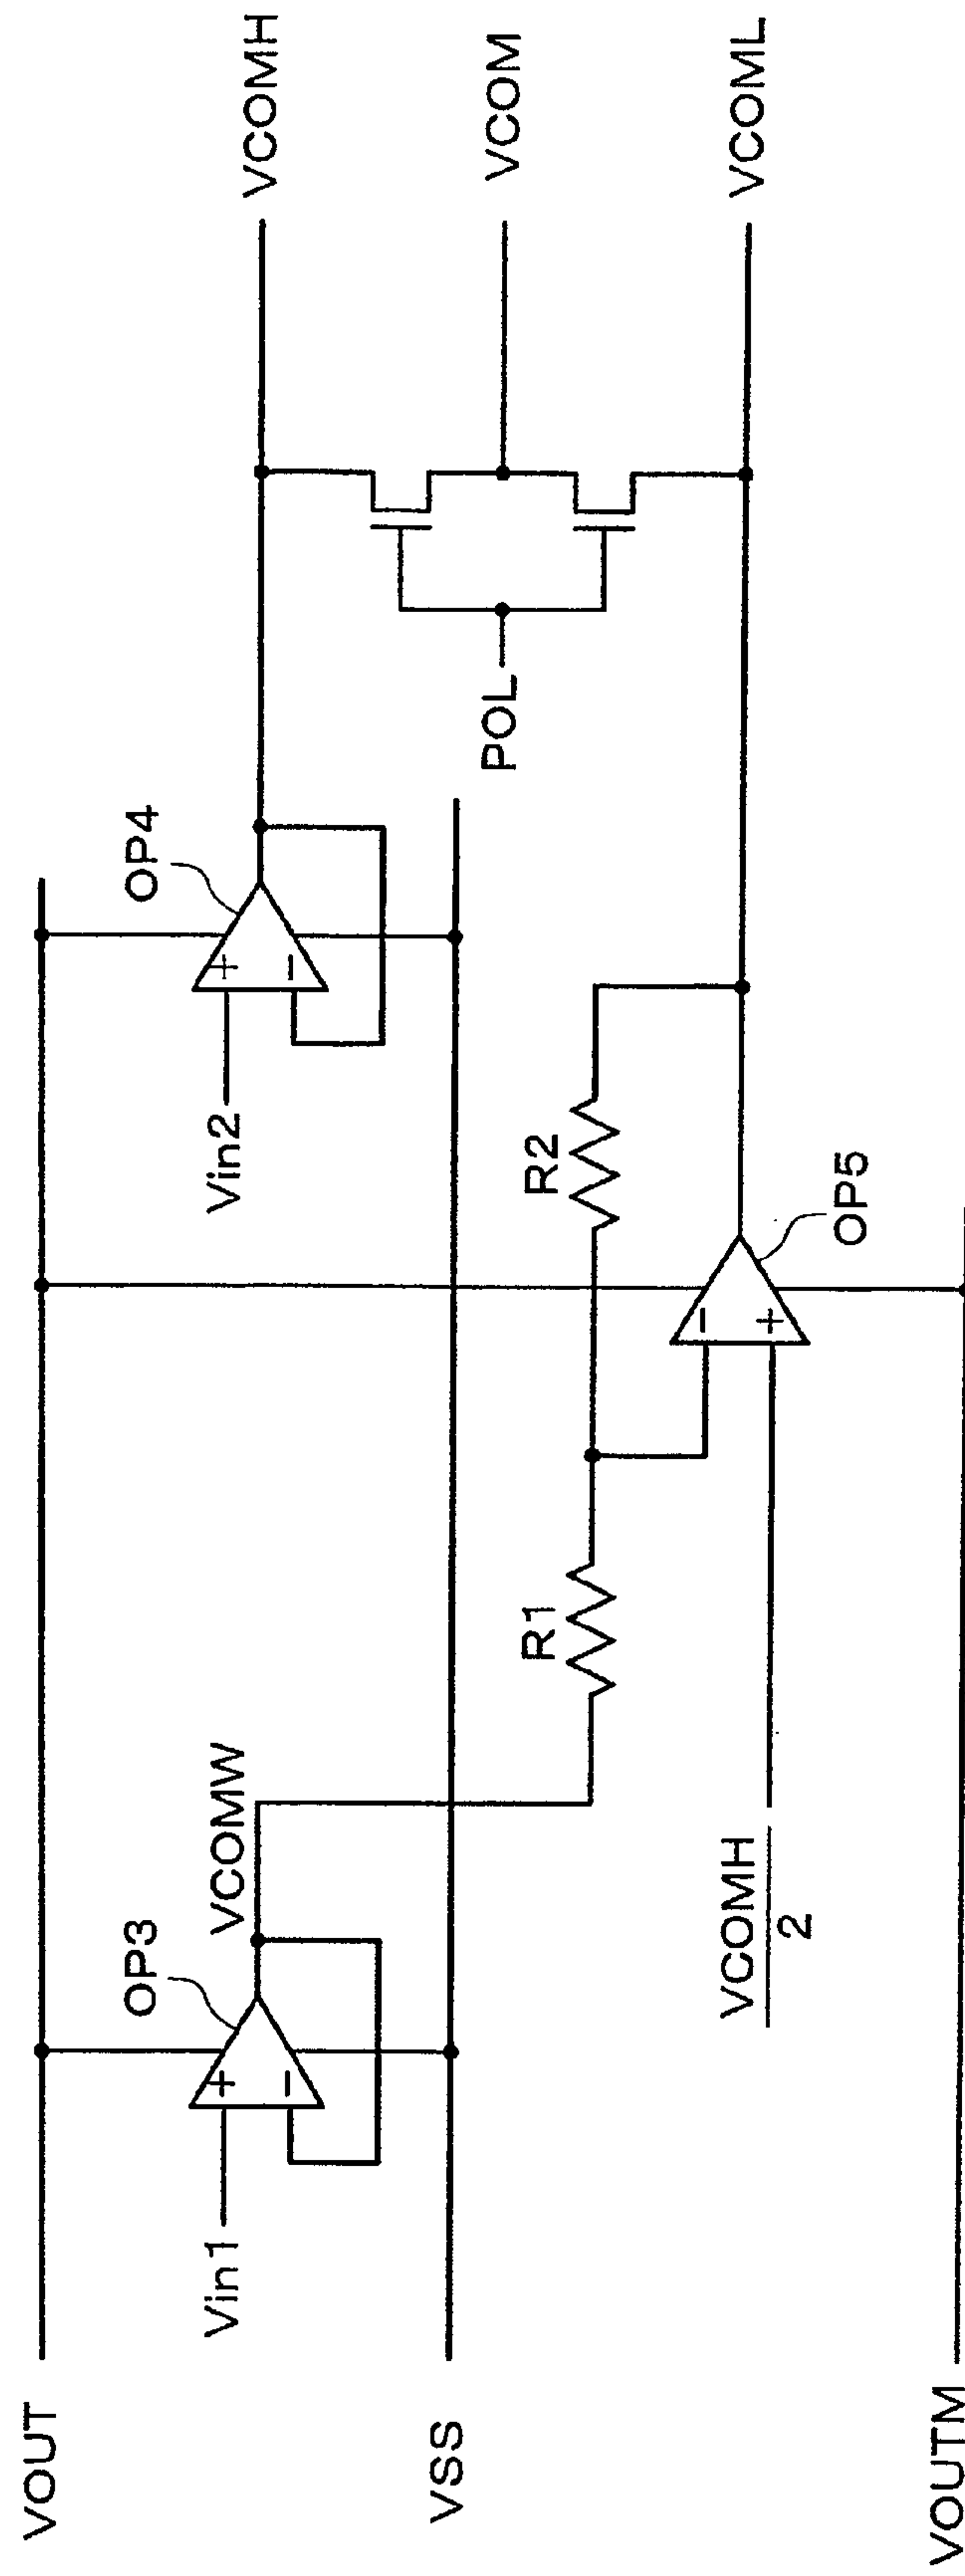 VOUT
VSS
VOUTM
Vin1
+
−
OP3
VCOMW
VCOMH
2
R1
R2
−
+
OP5
Vin2
+
−
OP4
POL
VCOMH
VCOM
VCOML